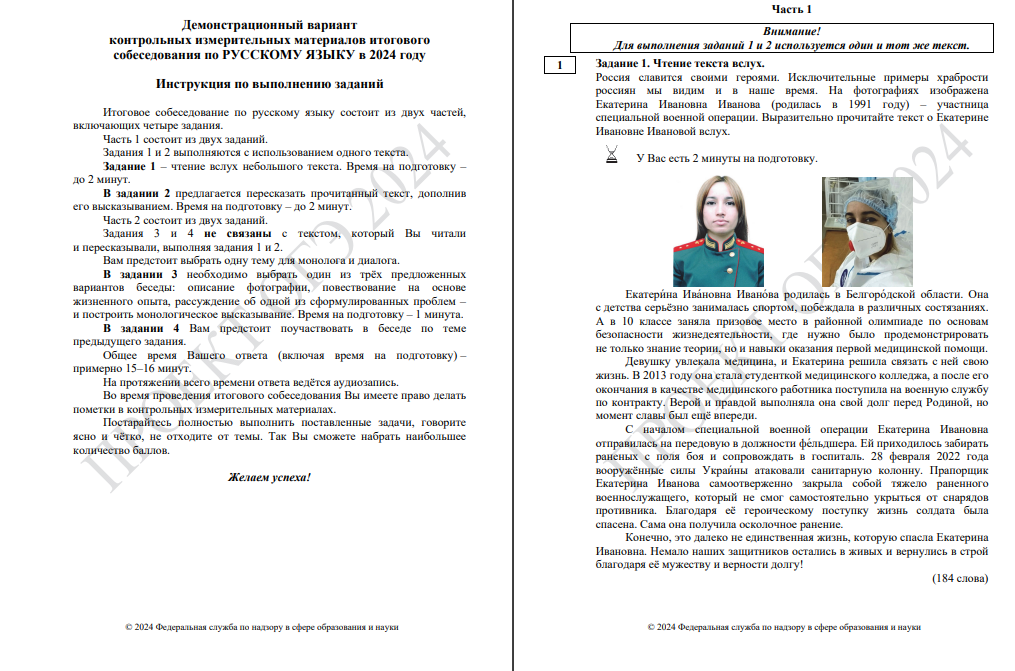 Демонстрационный вариант
контрольных измерительных материалов итогового
собеседования по РУССКОМУ ЯЗЫКУ в 2024 году
Инструкция по выполнению заданий
Итоговое собеседование по русскому языку состоит из двух частей,
включающих четыре задания.
Часть 1 состоит из двух заданий.
Задания 1 и 2 выполняются с использованием одного текста.
Задание 1 – чтение вслух небольшого текста. Время на подготовку –
до 2 минут.
В задании 2 предлагается пересказать прочитанный текст, дополнив
его высказыванием. Время на подготовку – до 2 минут.
Часть 2 состоит из двух заданий.
Задания 3 и 4 не связаны с текстом, который Вы читали
и пересказывали, выполняя задания 1 и 2.
Вам предстоит выбрать одну тему для монолога и диалога.
В задании 3 необходимо выбрать один из трёх предложенных
вариантов беседы: описание фотографии, повествование на основе
жизненного опыта, рассуждение об одной из сформулированных проблем –
и построить монологическое высказывание. Время на подготовку – 1 минута.
В задании 4 Вам предстоит поучаствовать в беседе по теме
предыдущего задания.
Общее время Вашего ответа (включая время на подготовку) –
примерно 15–16 минут.
На протяжении всего времени ответа ведётся аудиозапись.
Во время проведения итогового собеседования Вы имеете право делать
пометки в контрольных измерительных материалах.
Постарайтесь полностью выполнить поставленные задачи, говорите
ясно и чётко, не отходите от темы. Так Вы сможете набрать наибольшее
количество баллов.
Желаем успеха!
ПРОЕКТ ОГЭ 2024
© 2024 Федеральная служба по надзору в сфере образования и науки
Часть 1
Внимание!
Для выполнения заданий 1 и 2 используется один и тот же текст.
1
Задание 1. Чтение текста вслух.
Россия славится своими героями. Исключительные примеры храбрости
россиян мы видим и в наше время. На фотографиях изображена
Екатерина Ивановна Иванова (родилась в 1991 году) – участница
специальной военной операции. Выразительно прочитайте текст о Екатерине
Ивановне Ивановой вслух.
У Вас есть 2 минуты на подготовку.
Екатери́на Ива́новна Ивано́ва родилась в Белгоро́дской области. Она
с детства серьёзно занималась спортом, побеждала в различных состязаниях.
А в 10 классе заняла призовое место в районной олимпиаде по основам
безопасности жизнедеятельности, где нужно было продемонстрировать
не только знание теории, но и навыки оказания первой медицинской помощи.
Девушку увлекала медицина, и Екатерина решила связать с ней свою
жизнь. В 2013 году она стала студенткой медицинского колледжа, а после его
окончания в качестве медицинского работника поступила на военную службу
по контракту. Верой и правдой выполняла она свой долг перед Родиной, но
момент славы был ещё впереди.
С началом специальной военной операции Екатерина Ивановна
отправилась на передовую в должности фе́льдшера. Ей приходилось забирать
раненых с поля боя и сопровождать в госпиталь. 28 февраля 2022 года
вооружённые силы Украи́ны атаковали санитарную колонну. Прапорщик
Екатерина Иванова самоотверженно закрыла собой тяжело раненного
военнослужащего, который не смог самостоятельно укрыться от снарядов
противника. Благодаря её героическому поступку жизнь солдата была
спасена. Сама она получила осколочное ранение.
Конечно, это далеко не единственная жизнь, которую спасла Екатерина
Ивановна. Немало наших защитников остались в живых и вернулись в строй
благодаря её мужеству и верности долгу!
(184 слова)
ПРОЕКТ ОГЭ 2024
© 2024 Федеральная служба по надзору в сфере образования и науки